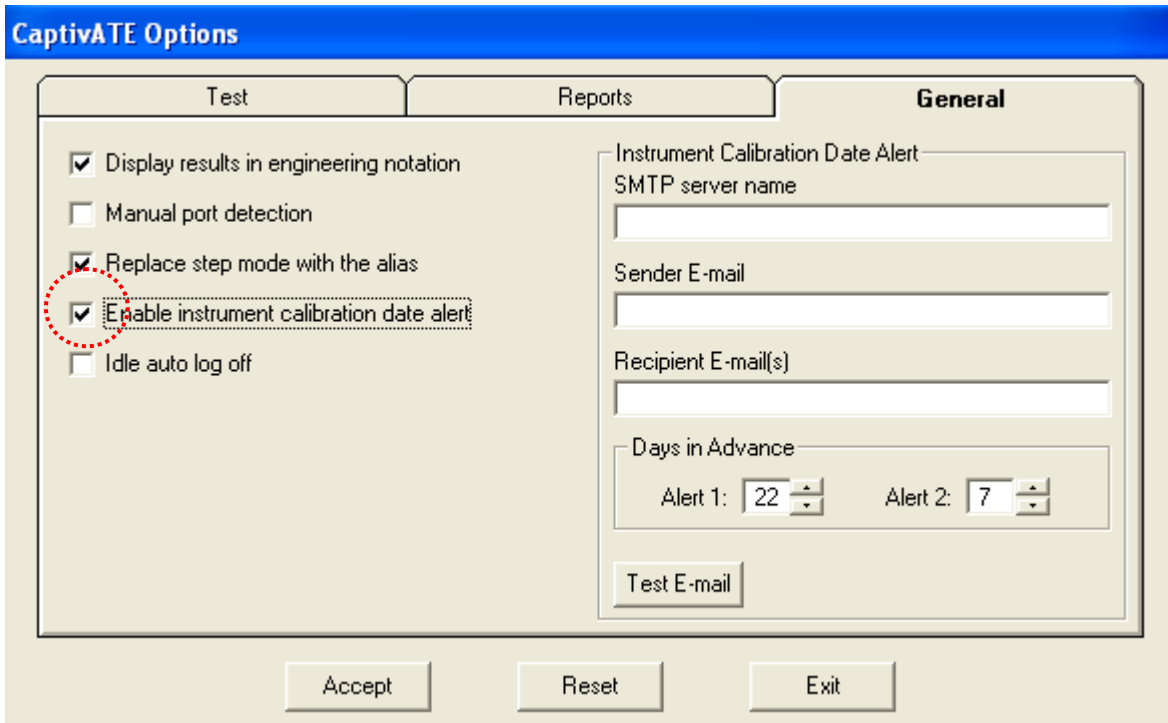 CaptivATE Options
Test
Reports
General
Display results in engineering notation
Manual port detection
Replace step mode with the alias
Enable instrument calibration date alert
Idle auto log off
Instrument Calibration Date Alert
SMTP server name
Sender E-mail
Recipient E-mail(s)
Days in Advance
Alert 1: 22
Alert 2: 7
Test E-mail
Accept
Reset
Exit